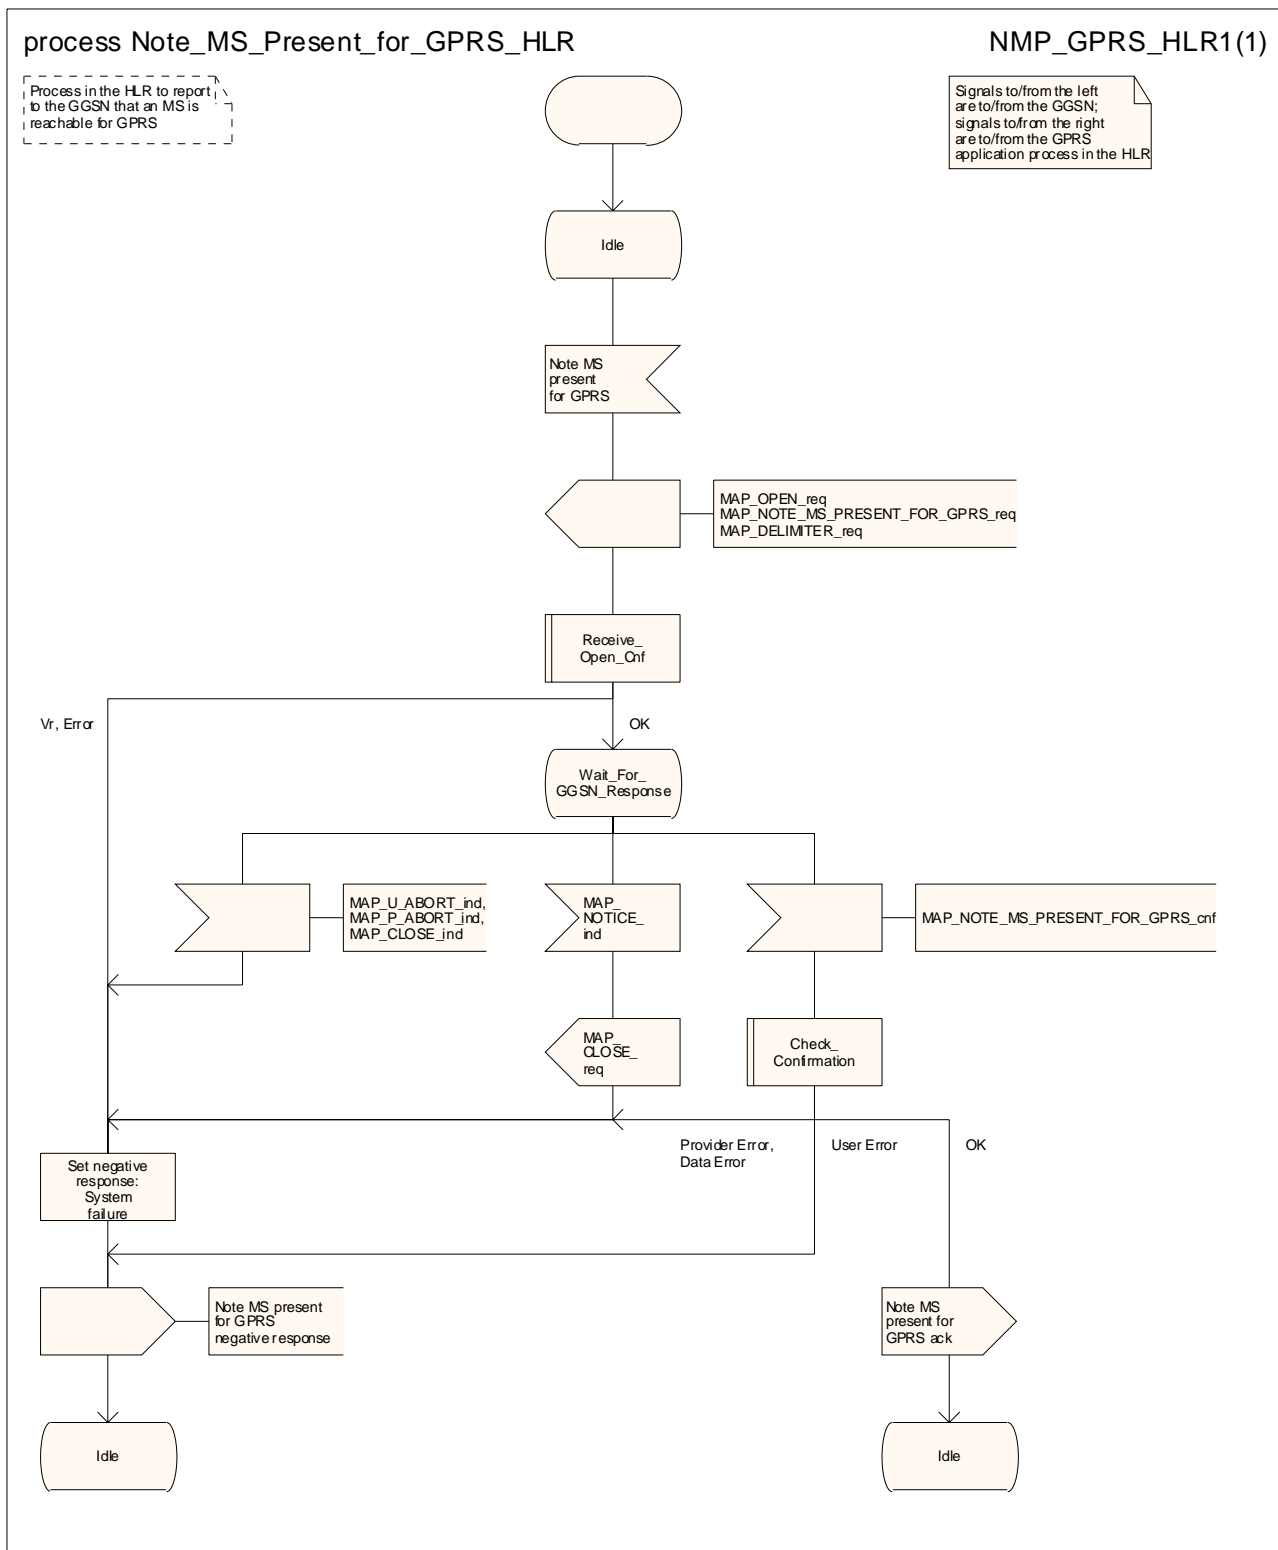 process Note_MS_Present_for_GPRS_HLR
NMP_GPRS_HLR1(1)
Process in the HLR to report
to the GGSN that an MS is
reachable for GPRS
Signals to/from the left
are to/from the GGSN;
signals to/from the right
are to/from the GPRS
application process in the HLR
Idle
Note MS
present
for GPRS
MAP_OPEN_req
MAP_NOTE_MS_PRESENT_FOR_GPRS_req
MAP_DELIMITER_req
Receive_
Open_Cnf
Vr, Error
OK
Wait_For_
GGSN_Response
MAP_U_ABORT_ind,
MAP_P_ABORT_ind,
MAP_CLOSE_ind
MAP_
NOTICE_
ind
MAP_NOTE_MS_PRESENT_FOR_GPRS_cnf
MAP_
CLOSE_
req
Check_
Confirmation
Provider Error,
Data Error
User Error
OK
Set negative
response:
System
failure
Note MS present
for GPRS
negative response
Note MS
present for
GPRS ack
Idle
Idle